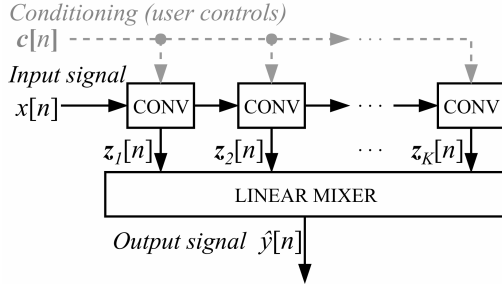 Conditioning (user controls)
c[n] ...
Input signal
x[n] CONV CONV ... CONV
z1[n] z2[n] ... zK[n]
LINEAR MIXER
Output signal ŷ[n]